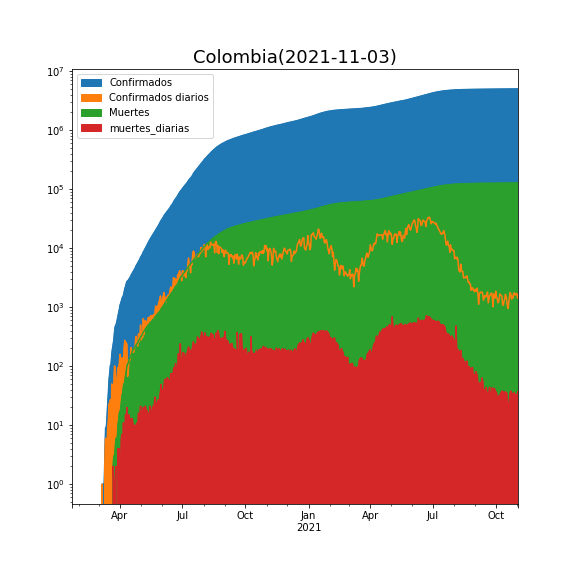 Colombia(2021-11-03)
Confirmados
Confirmados diarios
Muertes
muertes_diarias
10⁷
10⁶
10⁵
10⁴
10³
10²
10¹
10⁰
Apr Jul Oct Jan Apr Jul Oct
2021